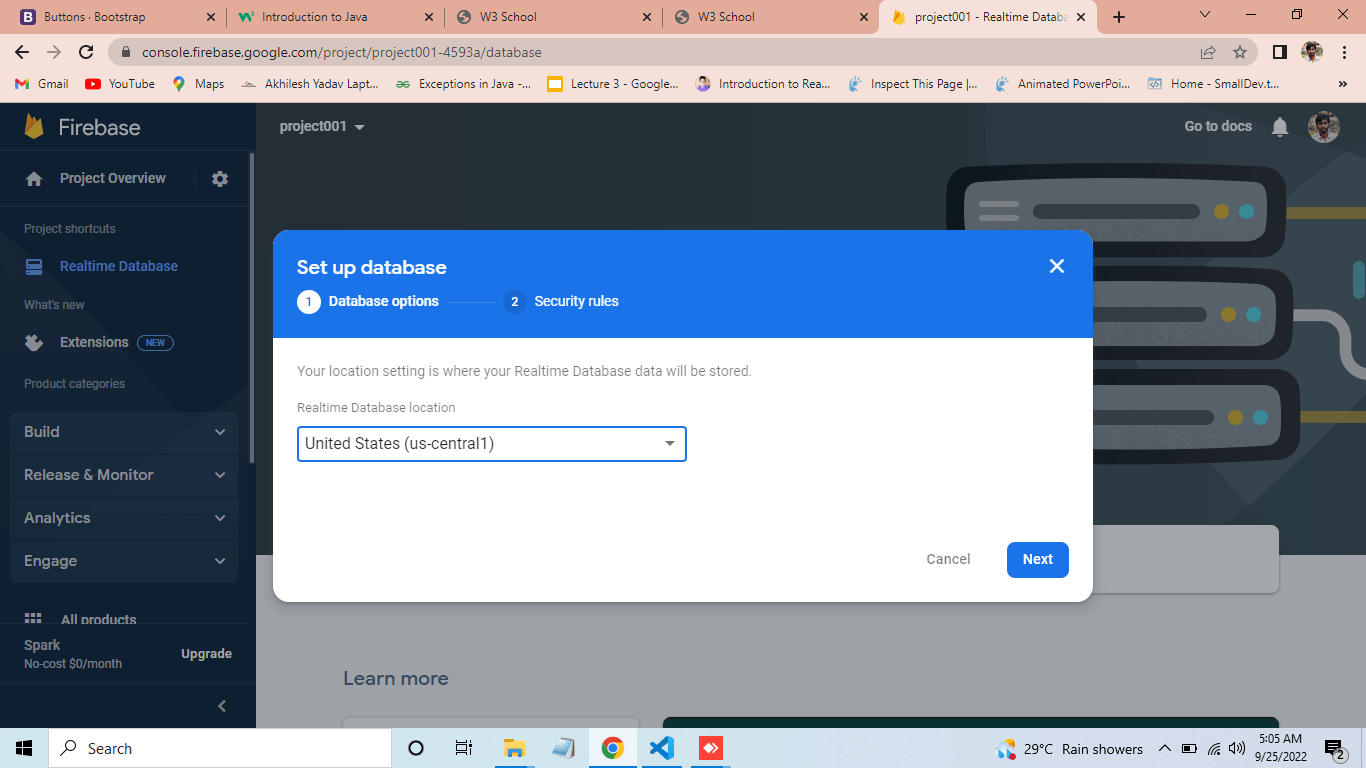 Buttons · Bootstrap
Introduction to Java
W3 School
W3 School
project001 - Realtime Databa
console.firebase.google.com/project/project001-4593a/database
Gmail
YouTube
Maps
Akhilesh Yadav Lapt...
Exceptions in Java -...
Lecture 3 - Google...
Introduction to Rea...
Inspect This Page |...
Animated PowerPoi...
Home - SmallDev.t...
»
Firebase
project001
Go to docs
Project Overview
Project shortcuts
Realtime Database
What's new
Extensions NEW
Product categories
Build
Release & Monitor
Analytics
Engage
All products
Spark
No-cost $0/month
Upgrade
Set up database
1 Database options
2 Security rules
Your location setting is where your Realtime Database data will be stored.
Realtime Database location
United States (us-central1)
Cancel
Next
Learn more
Search
29°C Rain showers
5:05 AM
9/25/2022
2